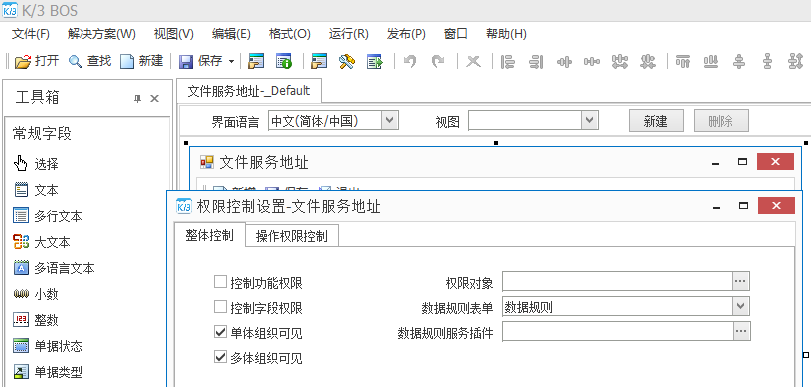 K/3 BOS
文件(F) 解决方案(W) 视图(V) 编辑(E) 格式(O) 运行(R) 发布(P) 窗口 帮助(H)
打开 查找 新建 保存
工具箱
文件服务地址-_Default
常规字段
界面语言 中文(简体/中国) 视图 新建 删除
选择
文件服务地址
文本
K/3 权限控制设置-文件服务地址
多行文本
整体控制 操作权限控制
大文本
多语言文本
控制功能权限 权限对象 ...
小数
控制字段权限 数据规则表单 数据规则
整数
单体组织可见 数据规则服务插件 ...
单据状态
多体组织可见
单据类型